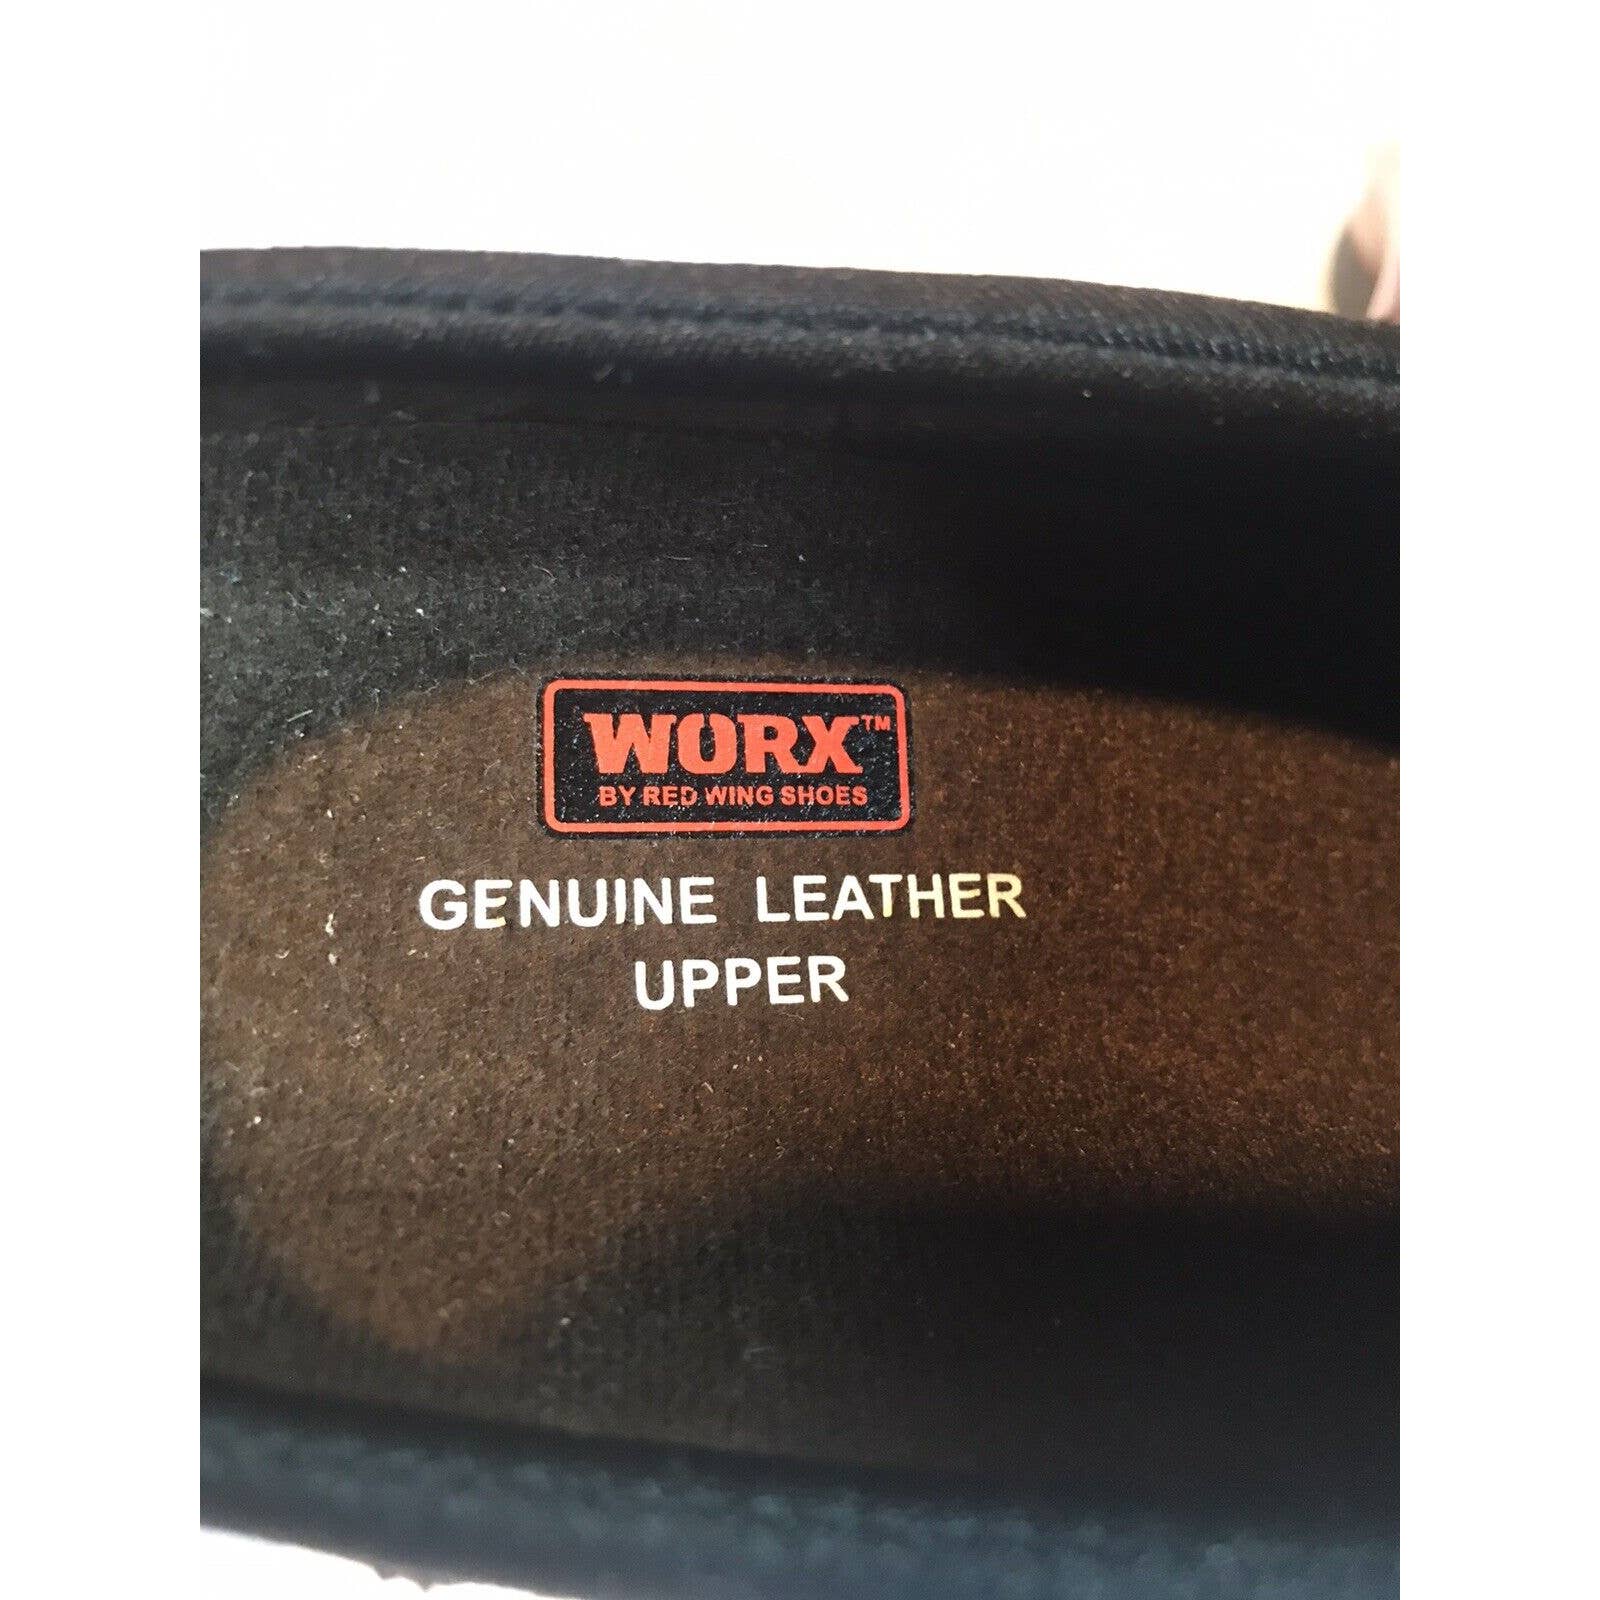 WORX™
BY RED WING SHOES
GENUINE LEATHER
UPPER